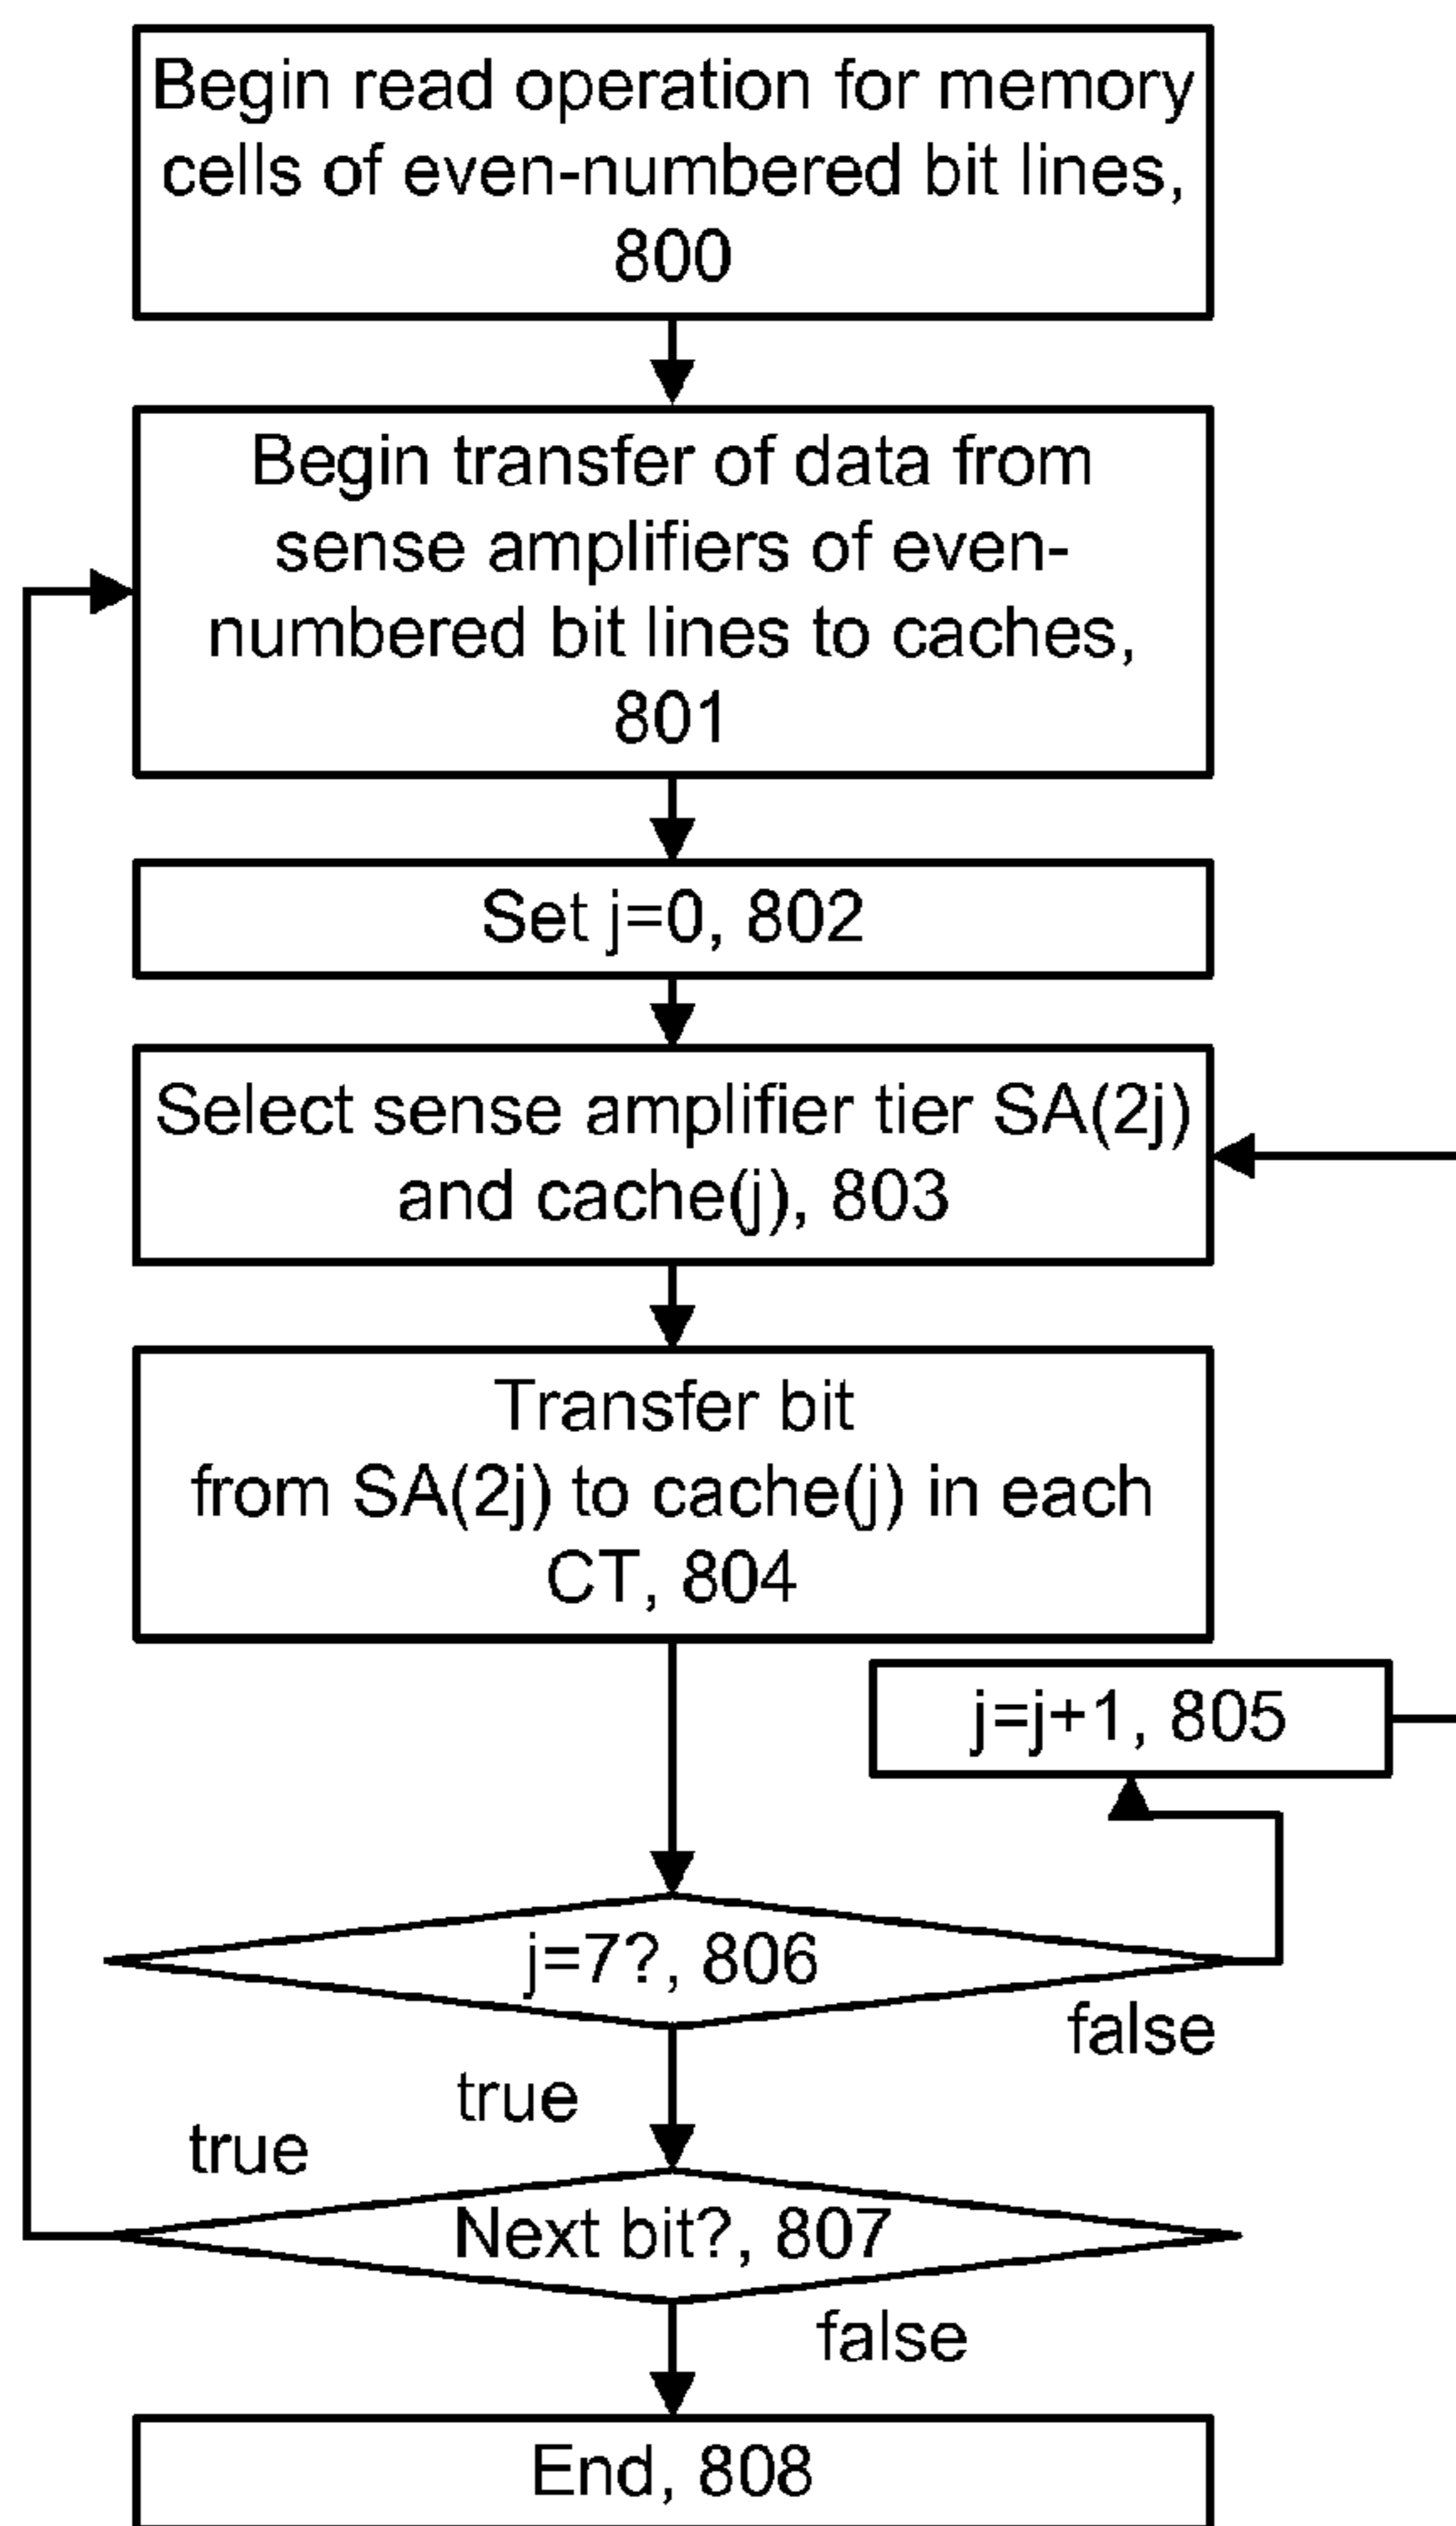 Begin read operation for memory
cells of even-numbered bit lines,
800
Begin transfer of data from
sense amplifiers of even-
numbered bit lines to caches,
801
Set j=0, 802
Select sense amplifier tier SA(2j)
and cache(j), 803
Transfer bit
from SA(2j) to cache(j) in each
CT, 804
j=j+1, 805
j=7?, 806
false
true
true
Next bit?, 807
false
End, 808